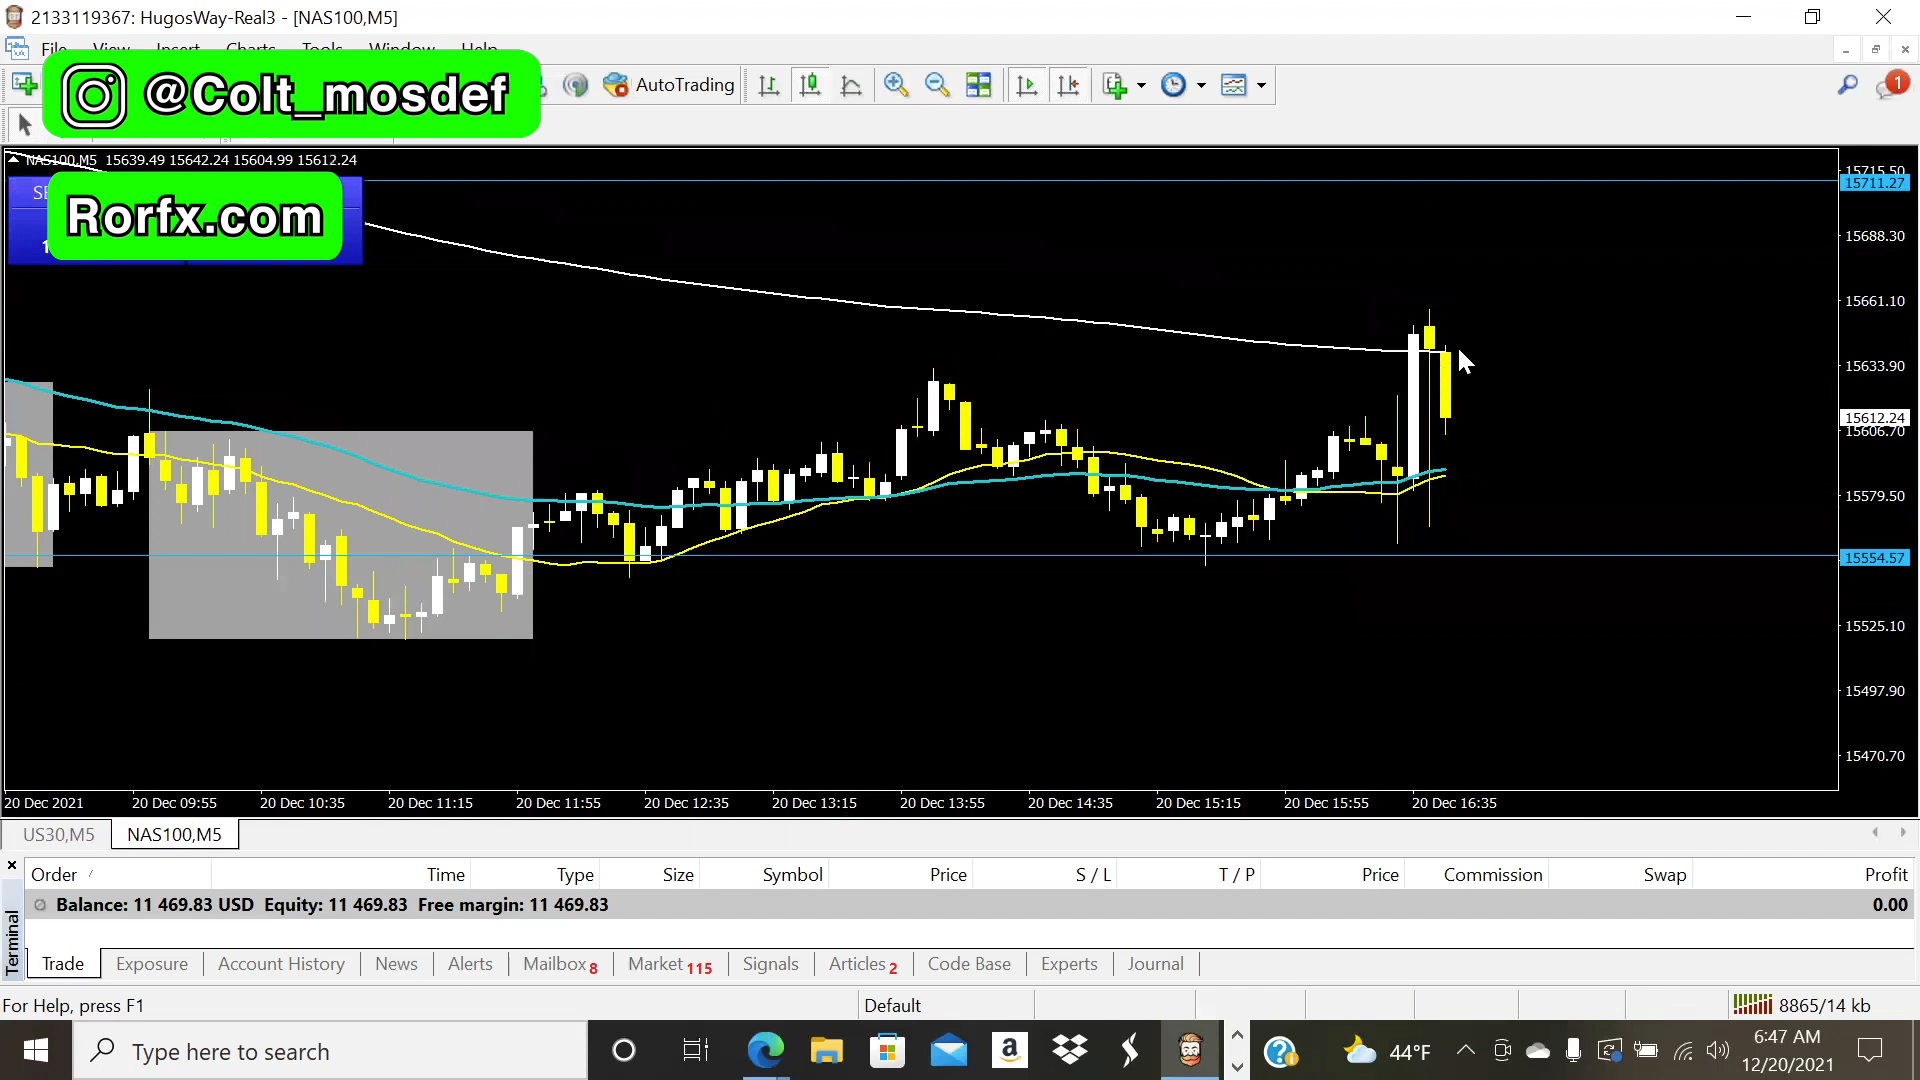 2133119367: HugosWay-Real3 - [NAS100,M5]
File View Insert Charts Tools Window Help
@Colt_mosdef
AutoTrading
1
NAS100,M5 15639.49 15642.24 15604.99 15612.24
Rorfx.com
15715.50
15711.27
15688.30
15661.10
15633.90
15612.24
15606.70
15579.50
15554.57
15525.10
15497.90
15470.70
20 Dec 2021 20 Dec 09:55 20 Dec 10:35 20 Dec 11:15 20 Dec 11:55 20 Dec 12:35 20 Dec 13:15 20 Dec 13:55 20 Dec 14:35 20 Dec 15:15 20 Dec 15:55 20 Dec 16:35
US30,M5 NAS100,M5
Order Time Type Size Symbol Price S / L T / P Price Commission Swap Profit
Balance: 11 469.83 USD Equity: 11 469.83 Free margin: 11 469.83 0.00
Terminal
Trade Exposure Account History News Alerts Mailbox 8 Market 115 Signals Articles 2 Code Base Experts Journal
For Help, press F1 Default 8865/14 kb
Type here to search
44°F
6:47 AM
12/20/2021